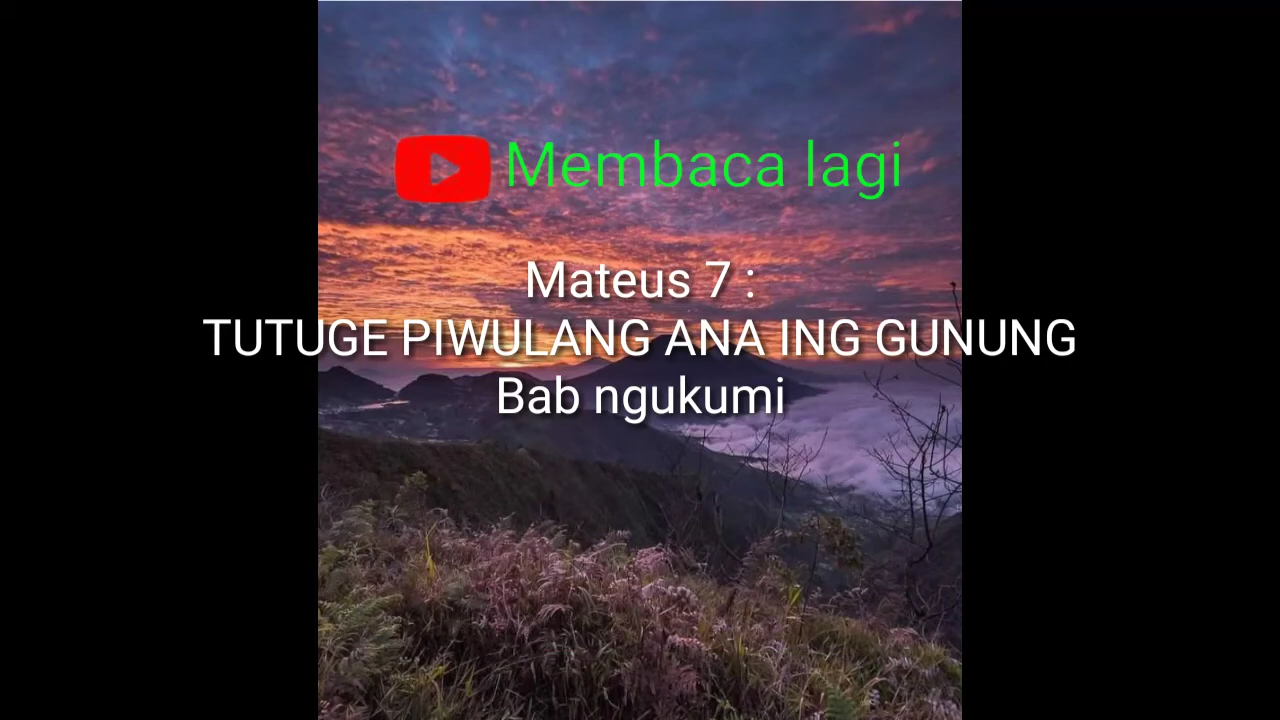 Membaca lagi
Mateus 7 :
TUTUGE PIWULANG ANA ING GUNUNG
Bab ngukumi